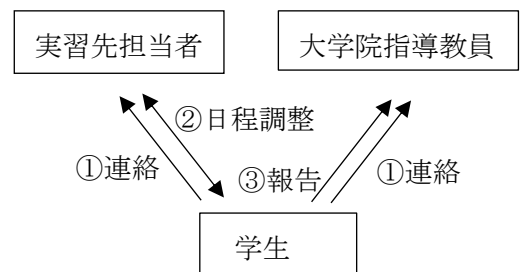 実習先担当者
大学院指導教員
②日程調整
①連絡
③報告
①連絡
学生